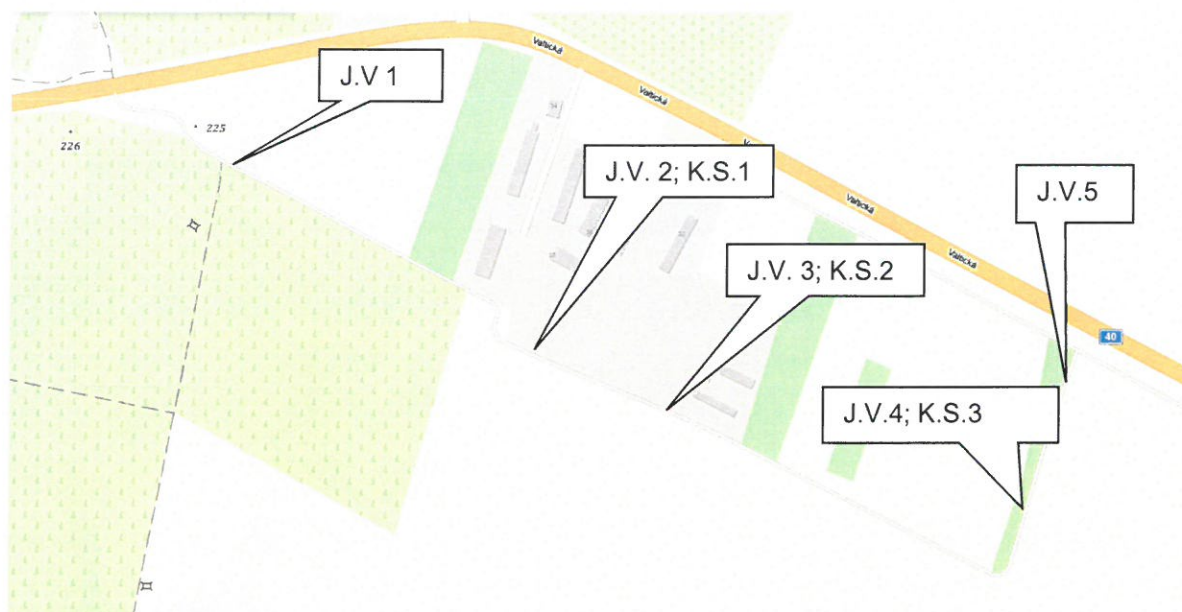 Valtická
Valtická
J.V 1
225
226
J.V. 2; K.S.1
J.V.5
Valtická
J.V. 3; K.S.2
Valtická
40
J.V.4; K.S.3